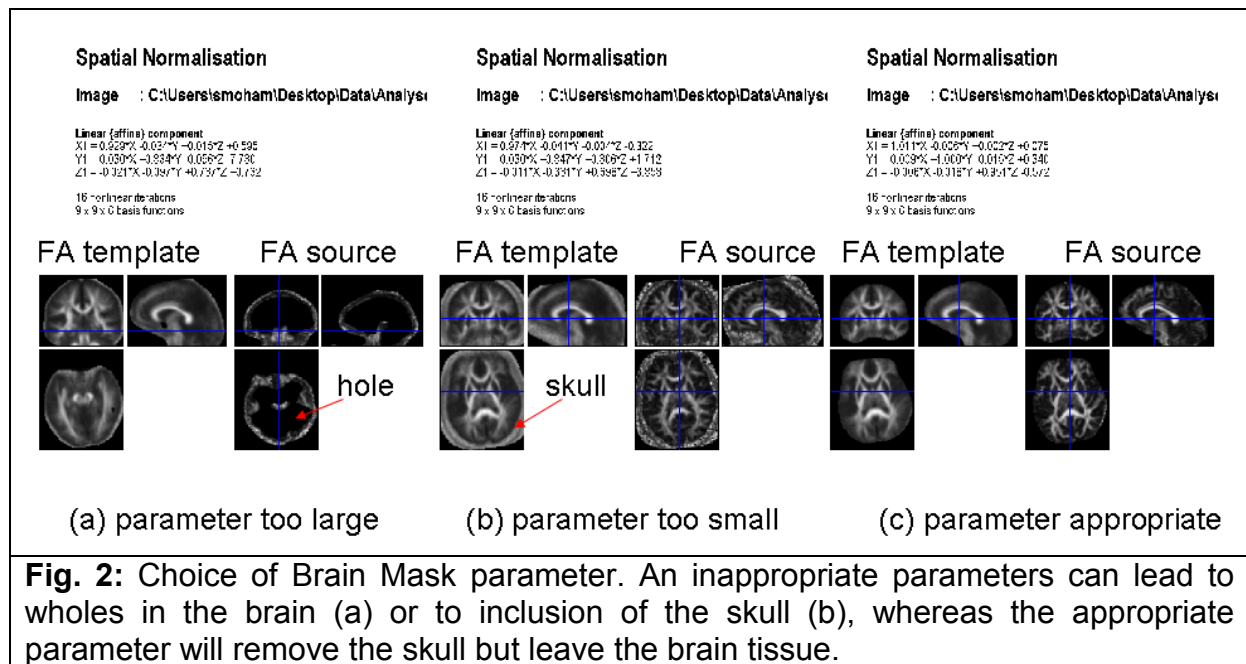 Spatial Normalisation
Image : C:\Users\smoham\Desktop\Data\Analyse
Linear {affine} component
16 nonlinear iterations
9 x 9 x 6 basis functions
Spatial Normalisation
Image : C:\Users\smoham\Desktop\Data\Analyse
Linear {affine} component
16 nonlinear iterations
9 x 9 x 6 basis functions
Spatial Normalisation
Image : C:\Users\smoham\Desktop\Data\Analyse
Linear {affine} component
16 nonlinear iterations
9 x 9 x 6 basis functions
FA template FA source FA template FA source FA template FA source
hole skull
(a) parameter too large (b) parameter too small (c) parameter appropriate
Fig. 2: Choice of Brain Mask parameter. An inappropriate parameters can lead to
wholes in the brain (a) or to inclusion of the skull (b), whereas the appropriate
parameter will remove the skull but leave the brain tissue.